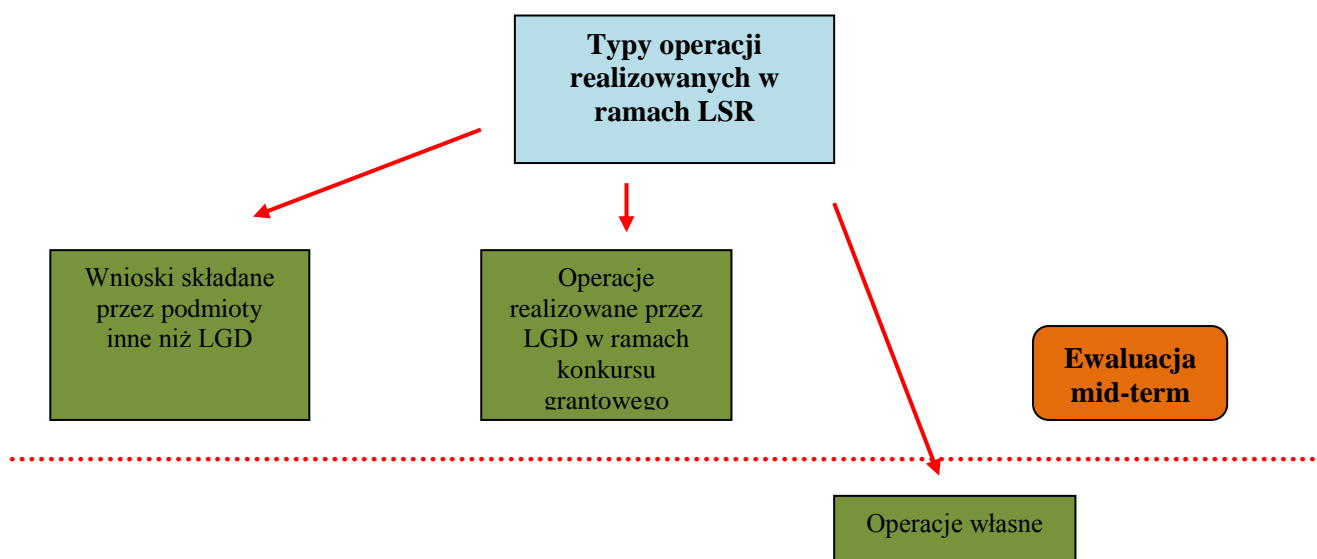 Typy operacji
realizowanych w
ramach LSR
Wnioski składane
przez podmioty
inne niż LGD
Operacje
realizowane przez
LGD w ramach
konkursu
grantowego
Ewaluacja
mid-term
Operacje własne